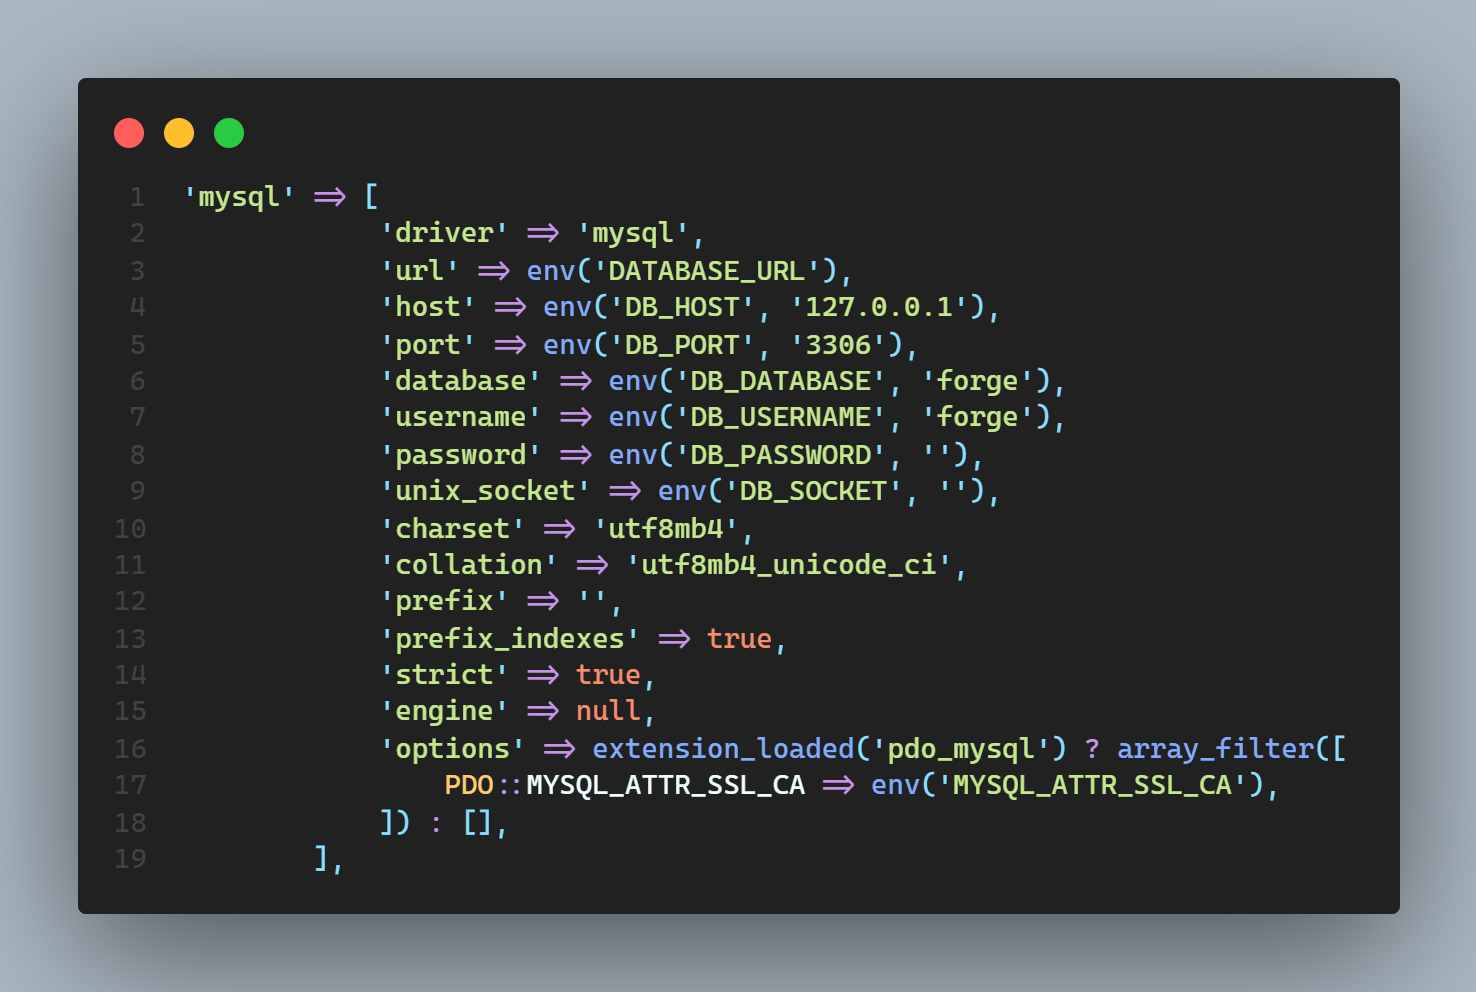 1 'mysql' => [
2 'driver' => 'mysql',
3 'url' => env('DATABASE_URL'),
4 'host' => env('DB_HOST', '127.0.0.1'),
5 'port' => env('DB_PORT', '3306'),
6 'database' => env('DB_DATABASE', 'forge'),
7 'username' => env('DB_USERNAME', 'forge'),
8 'password' => env('DB_PASSWORD', ''),
9 'unix_socket' => env('DB_SOCKET', ''),
10 'charset' => 'utf8mb4',
11 'collation' => 'utf8mb4_unicode_ci',
12 'prefix' => '',
13 'prefix_indexes' => true,
14 'strict' => true,
15 'engine' => null,
16 'options' => extension_loaded('pdo_mysql') ? array_filter([
17 PDO::MYSQL_ATTR_SSL_CA => env('MYSQL_ATTR_SSL_CA'),
18 ]) : [],
19 ],